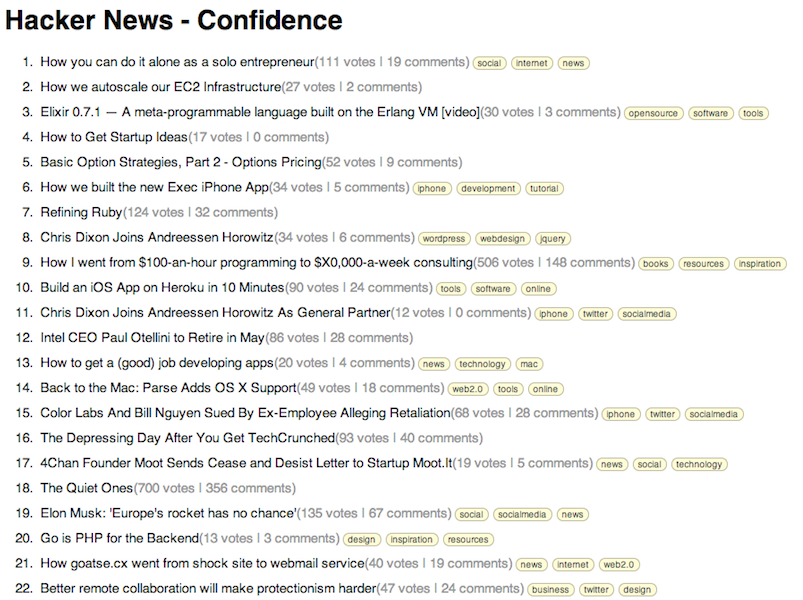 Hacker News - Confidence
1. How you can do it alone as a solo entrepreneur(111 votes | 19 comments) social internet news
2. How we autoscale our EC2 Infrastructure(27 votes | 2 comments)
3. Elixir 0.7.1 — A meta-programmable language built on the Erlang VM [video](30 votes | 3 comments) opensource software tools
4. How to Get Startup Ideas(17 votes | 0 comments)
5. Basic Option Strategies, Part 2 - Options Pricing(52 votes | 9 comments)
6. How we built the new Exec iPhone App(34 votes | 5 comments) iphone development tutorial
7. Refining Ruby(124 votes | 32 comments)
8. Chris Dixon Joins Andreessen Horowitz(34 votes | 6 comments) wordpress webdesign jquery
9. How I went from $100-an-hour programming to $X0,000-a-week consulting(506 votes | 148 comments) books resources inspiration
10. Build an iOS App on Heroku in 10 Minutes(90 votes | 24 comments) tools software online
11. Chris Dixon Joins Andreessen Horowitz As General Partner(12 votes | 0 comments) iphone twitter socialmedia
12. Intel CEO Paul Otellini to Retire in May(86 votes | 28 comments)
13. How to get a (good) job developing apps(20 votes | 4 comments) news technology mac
14. Back to the Mac: Parse Adds OS X Support(49 votes | 18 comments) web2.0 tools online
15. Color Labs And Bill Nguyen Sued By Ex-Employee Alleging Retaliation(68 votes | 28 comments) iphone twitter socialmedia
16. The Depressing Day After You Get TechCrunched(93 votes | 40 comments)
17. 4Chan Founder Moot Sends Cease and Desist Letter to Startup Moot.It(19 votes | 5 comments) news social technology
18. The Quiet Ones(700 votes | 356 comments)
19. Elon Musk: 'Europe's rocket has no chance'(135 votes | 67 comments) social socialmedia news
20. Go is PHP for the Backend(13 votes | 3 comments) design inspiration resources
21. How goatse.cx went from shock site to webmail service(40 votes | 19 comments) news internet web2.0
22. Better remote collaboration will make protectionism harder(47 votes | 24 comments) business twitter design